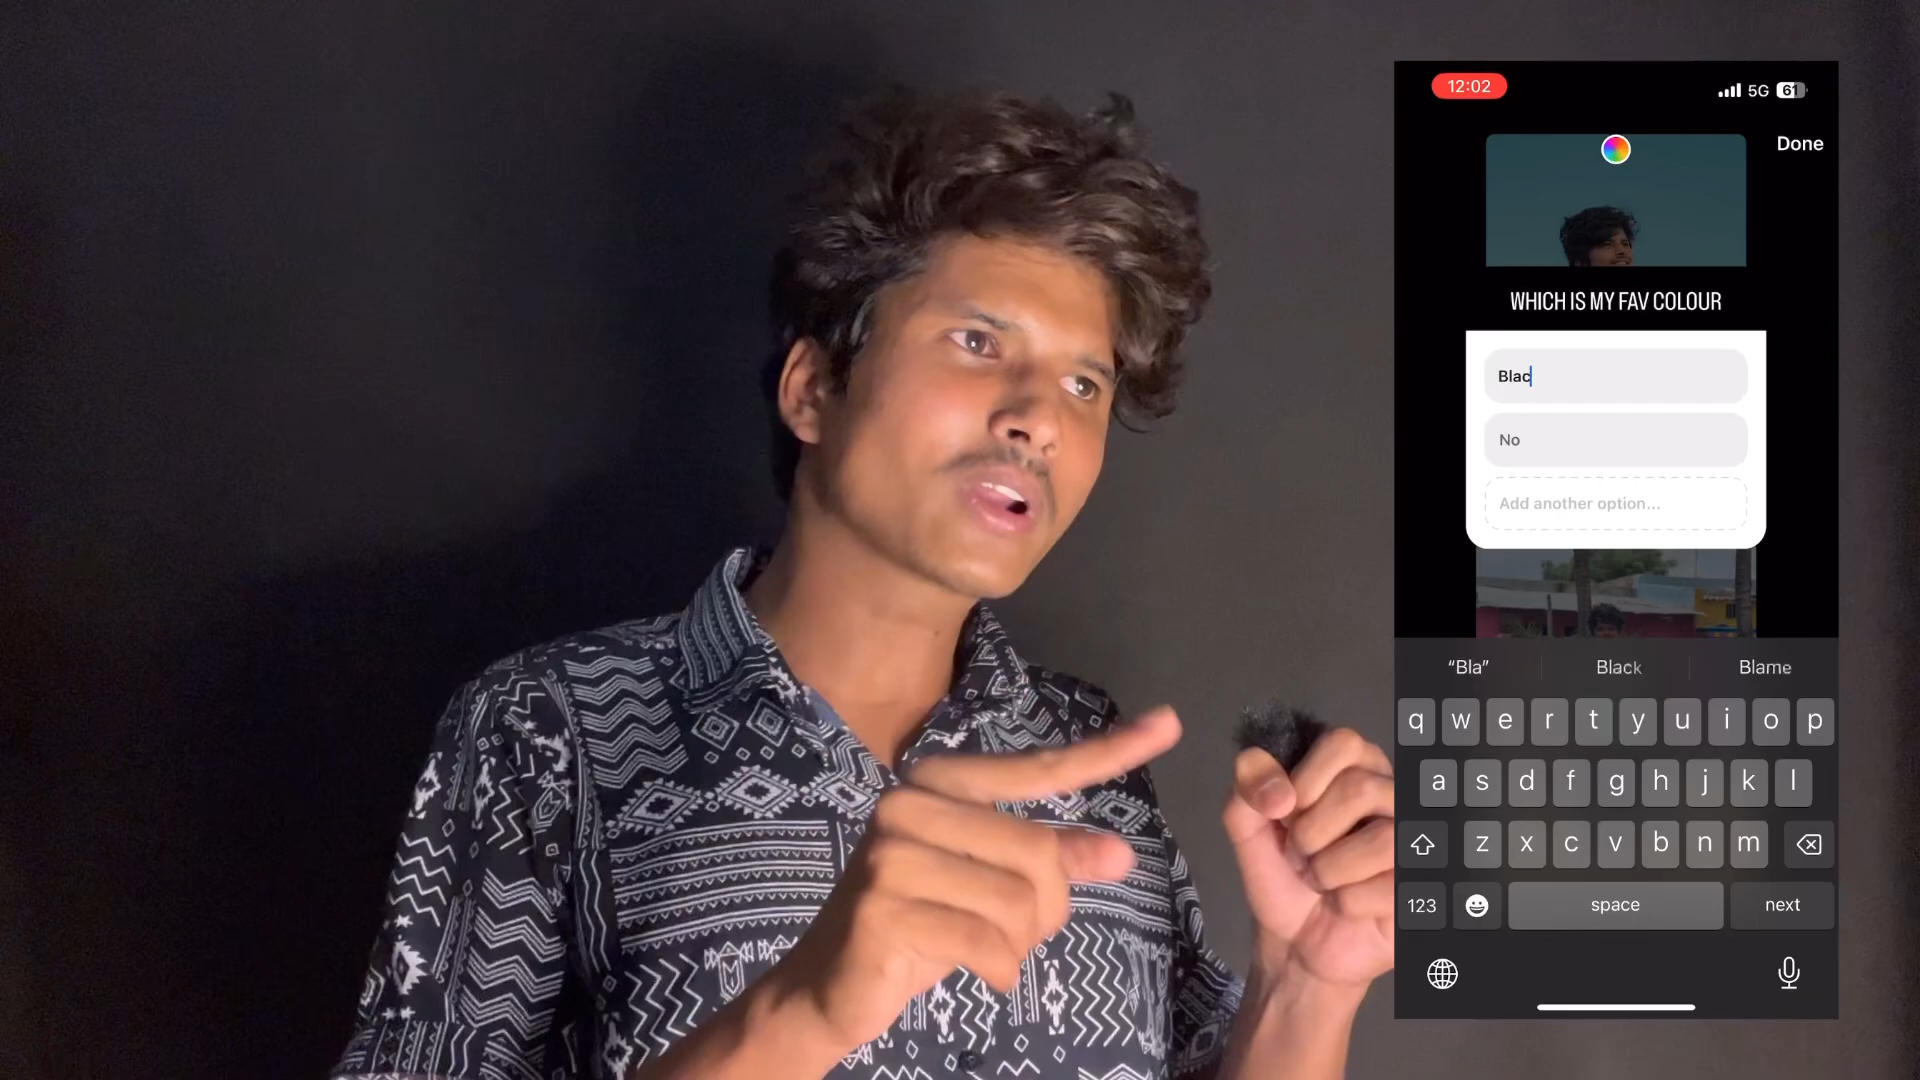 12:02
5G 61
Done
WHICH IS MY FAV COLOUR
Blac
No
Add another option...
“Bla” Black Blame
q w e r t y u i o p
a s d f g h j k l
z x c v b n m
123 space next